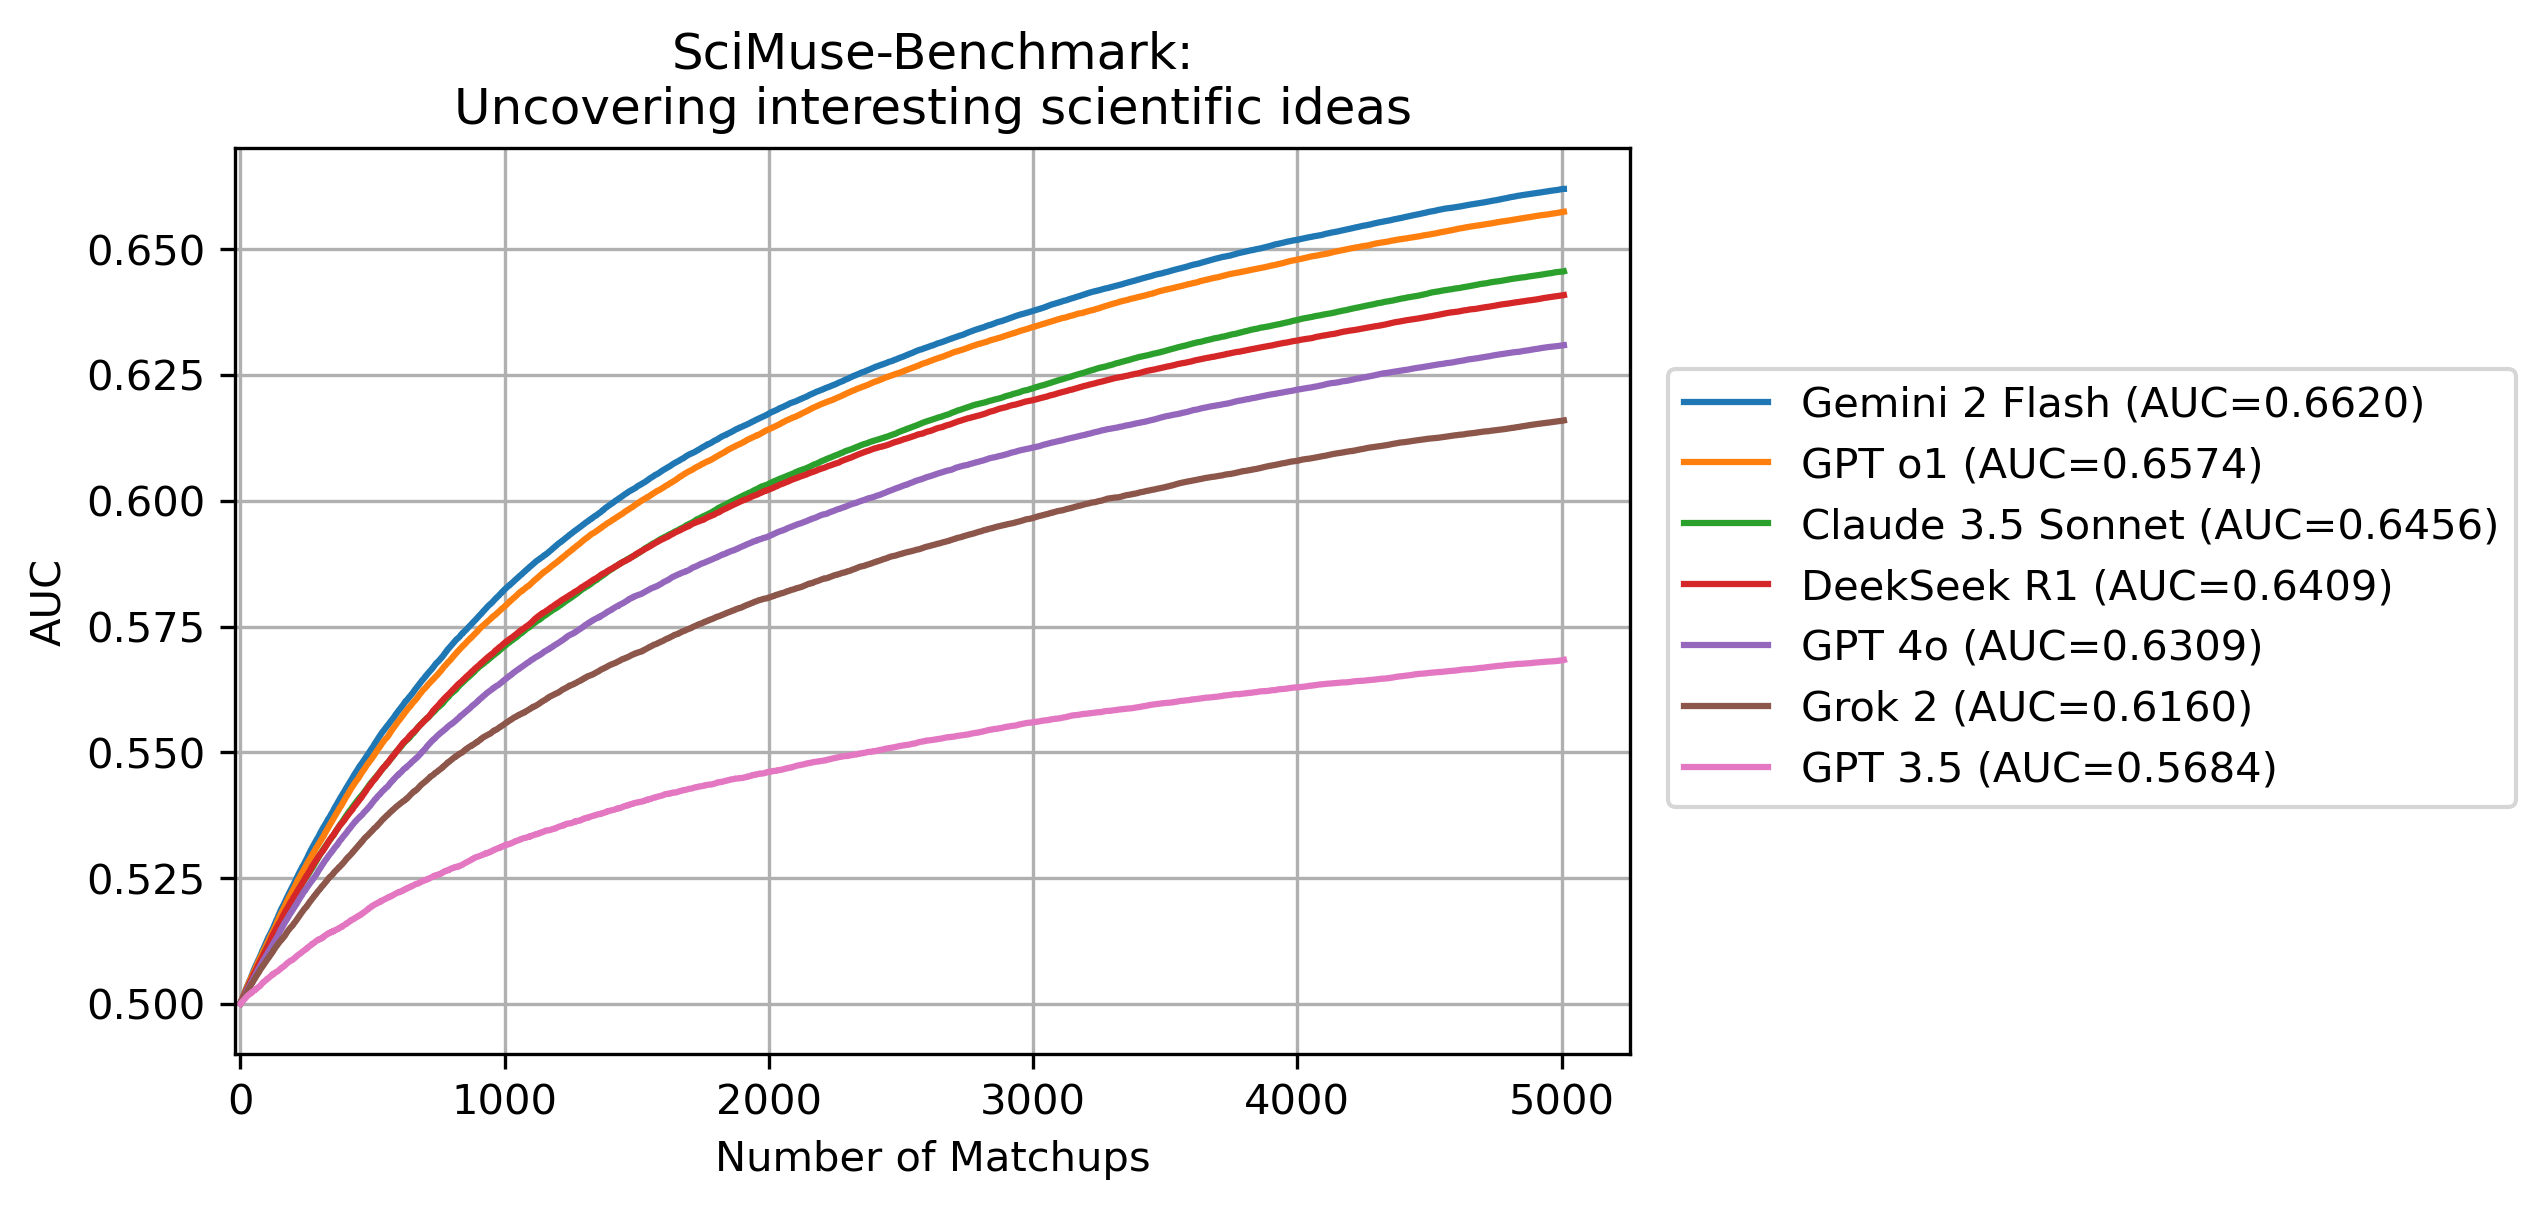 SciMuse-Benchmark:
Uncovering interesting scientific ideas
AUC
0.650
0.625
0.600
0.575
0.550
0.525
0.500
0
1000
2000
3000
4000
5000
Number of Matchups
Gemini 2 Flash (AUC=0.6620)
GPT o1 (AUC=0.6574)
Claude 3.5 Sonnet (AUC=0.6456)
DeekSeek R1 (AUC=0.6409)
GPT 4o (AUC=0.6309)
Grok 2 (AUC=0.6160)
GPT 3.5 (AUC=0.5684)